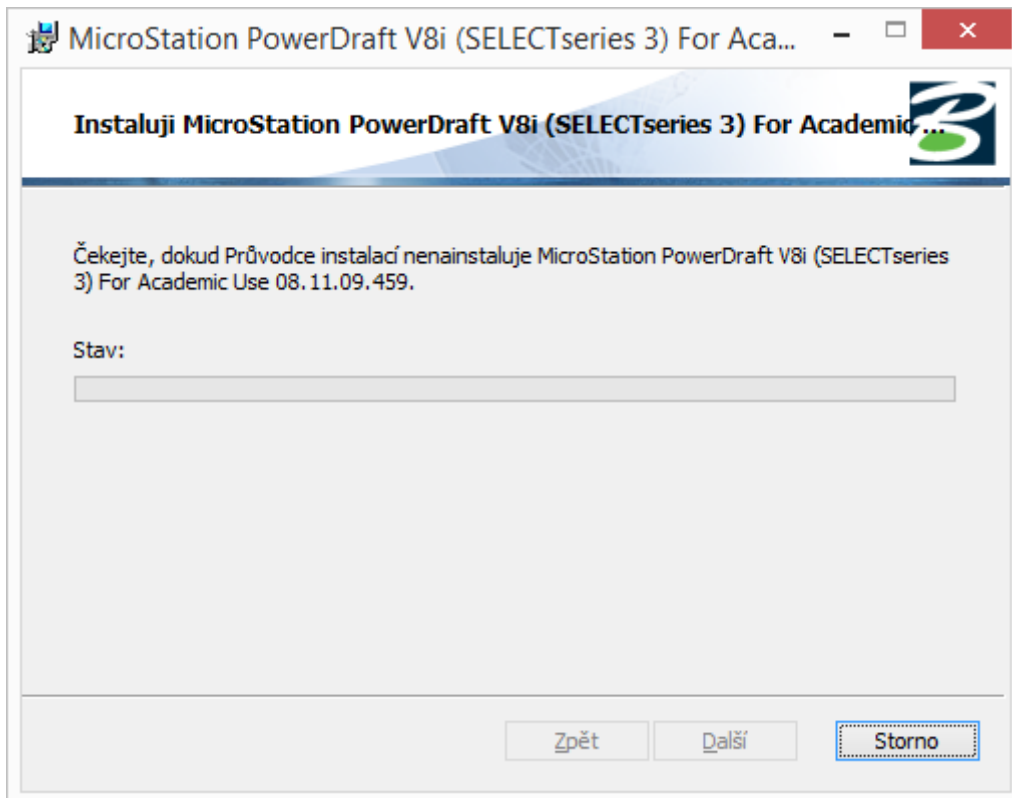 MicroStation PowerDraft V8i (SELECTseries 3) For Aca...
Instaluji MicroStation PowerDraft V8i (SELECTseries 3) For Academic ...
Čekejte, dokud Průvodce instalací nenainstaluje MicroStation PowerDraft V8i (SELECTseries
3) For Academic Use 08.11.09.459.
Stav:
Zpět Další Storno